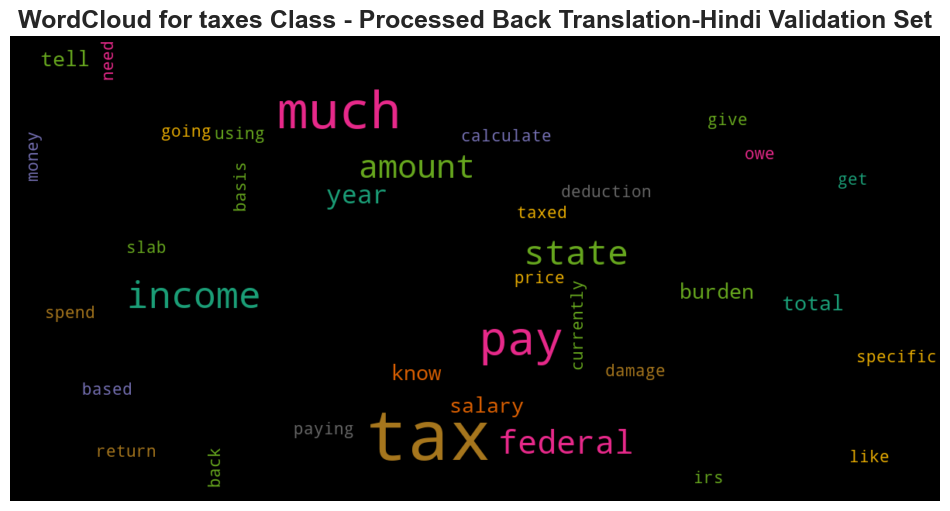 WordCloud for taxes Class - Processed Back Translation-Hindi Validation Set
tell
need
much
going
using
calculate
give
money
owe
amount
basis
year
deduction
get
taxed
slab
state
price
income
burden
total
spend
currently
pay
specific
know
damage
based
salary
tax
paying
federal
return
back
like
irs